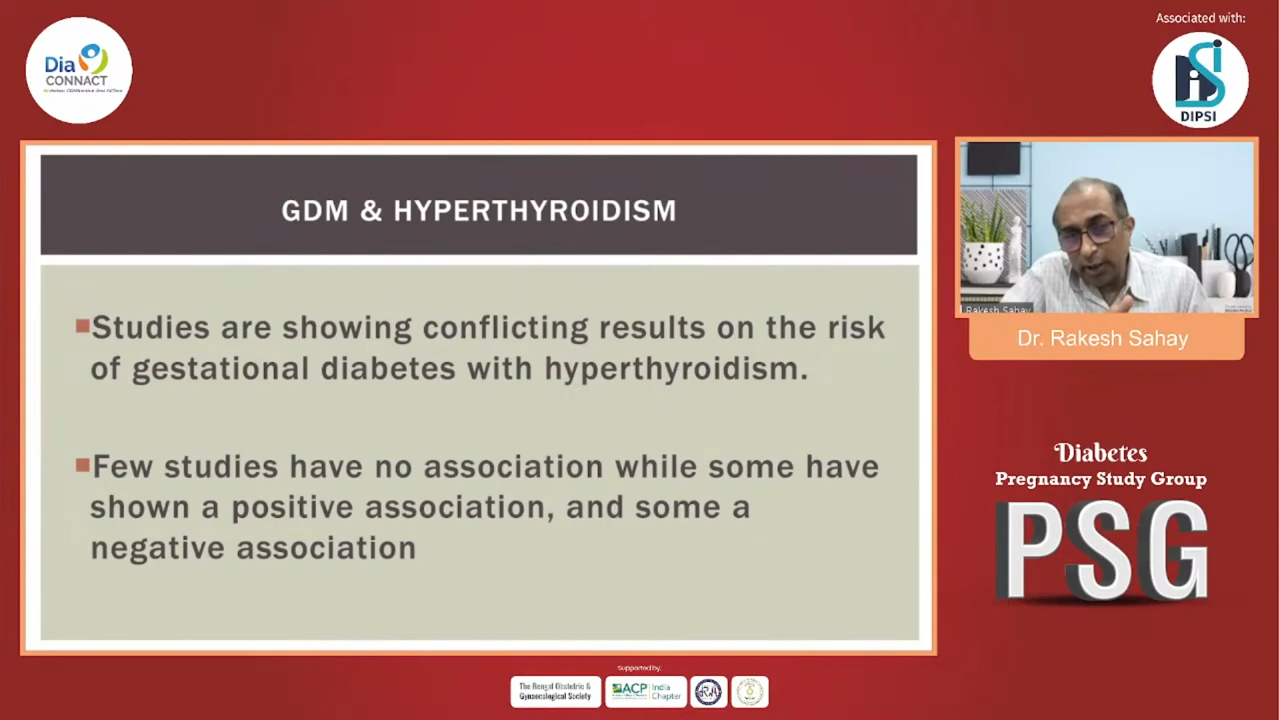 Associated with:
Dia
CONNACT
DIPSI
GDM & HYPERTHYROIDISM
Studies are showing conflicting results on the risk
of gestational diabetes with hyperthyroidism.
Few studies have no association while some have
shown a positive association, and some a
negative association
Rakesh Sahay
Dr. Rakesh Sahay
Diabetes
Pregnancy Study Group
PSG
Supported by:
The Bengal Obstetric &
Gynaecological Society
ACP
India
Chapter